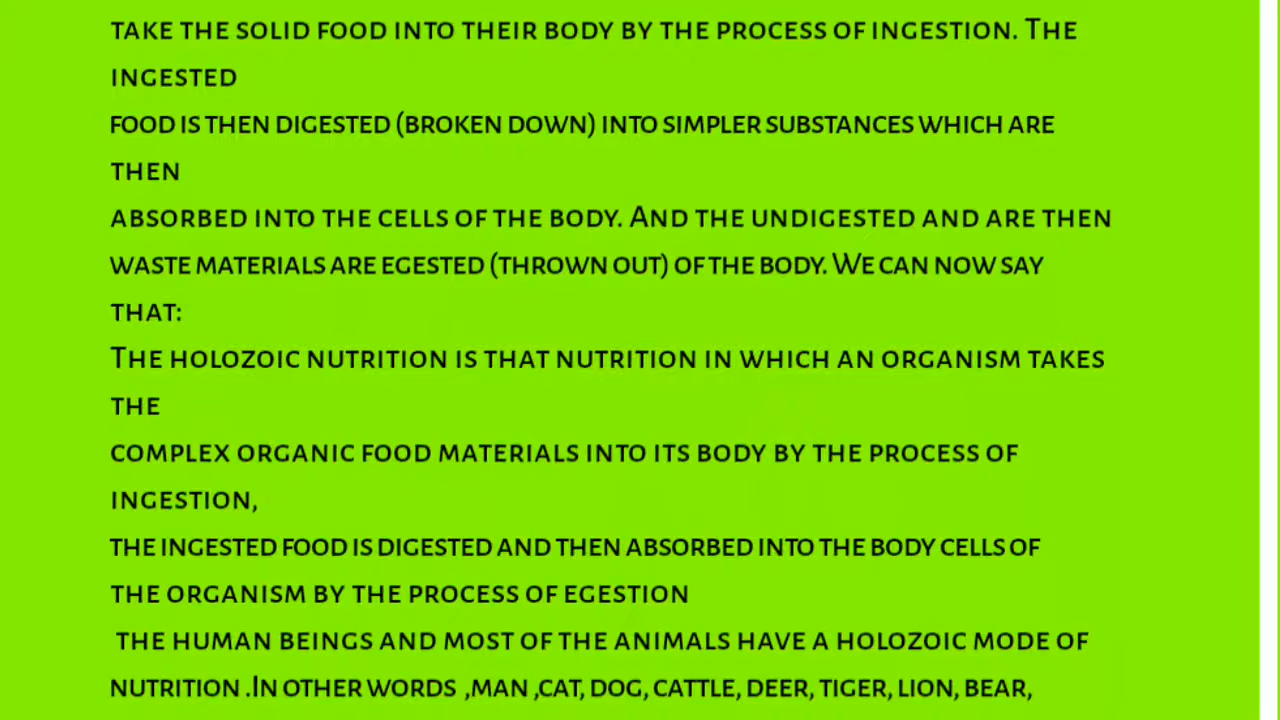 TAKE THE SOLID FOOD INTO THEIR BODY BY THE PROCESS OF INGESTION. THE
INGESTED
FOOD IS THEN DIGESTED (BROKEN DOWN) INTO SIMPLER SUBSTANCES WHICH ARE
THEN
ABSORBED INTO THE CELLS OF THE BODY. AND THE UNDIGESTED AND ARE THEN
WASTE MATERIALS ARE EGESTED (THROWN OUT) OF THE BODY. WE CAN NOW SAY
THAT:
THE HOLOZOIC NUTRITION IS THAT NUTRITION IN WHICH AN ORGANISM TAKES
THE
COMPLEX ORGANIC FOOD MATERIALS INTO ITS BODY BY THE PROCESS OF
INGESTION,
THE INGESTED FOOD IS DIGESTED AND THEN ABSORBED INTO THE BODY CELLS OF
THE ORGANISM BY THE PROCESS OF EGESTION
THE HUMAN BEINGS AND MOST OF THE ANIMALS HAVE A HOLOZOIC MODE OF
NUTRITION .IN OTHER WORDS ,MAN ,CAT, DOG, CATTLE, DEER, TIGER, LION, BEAR,